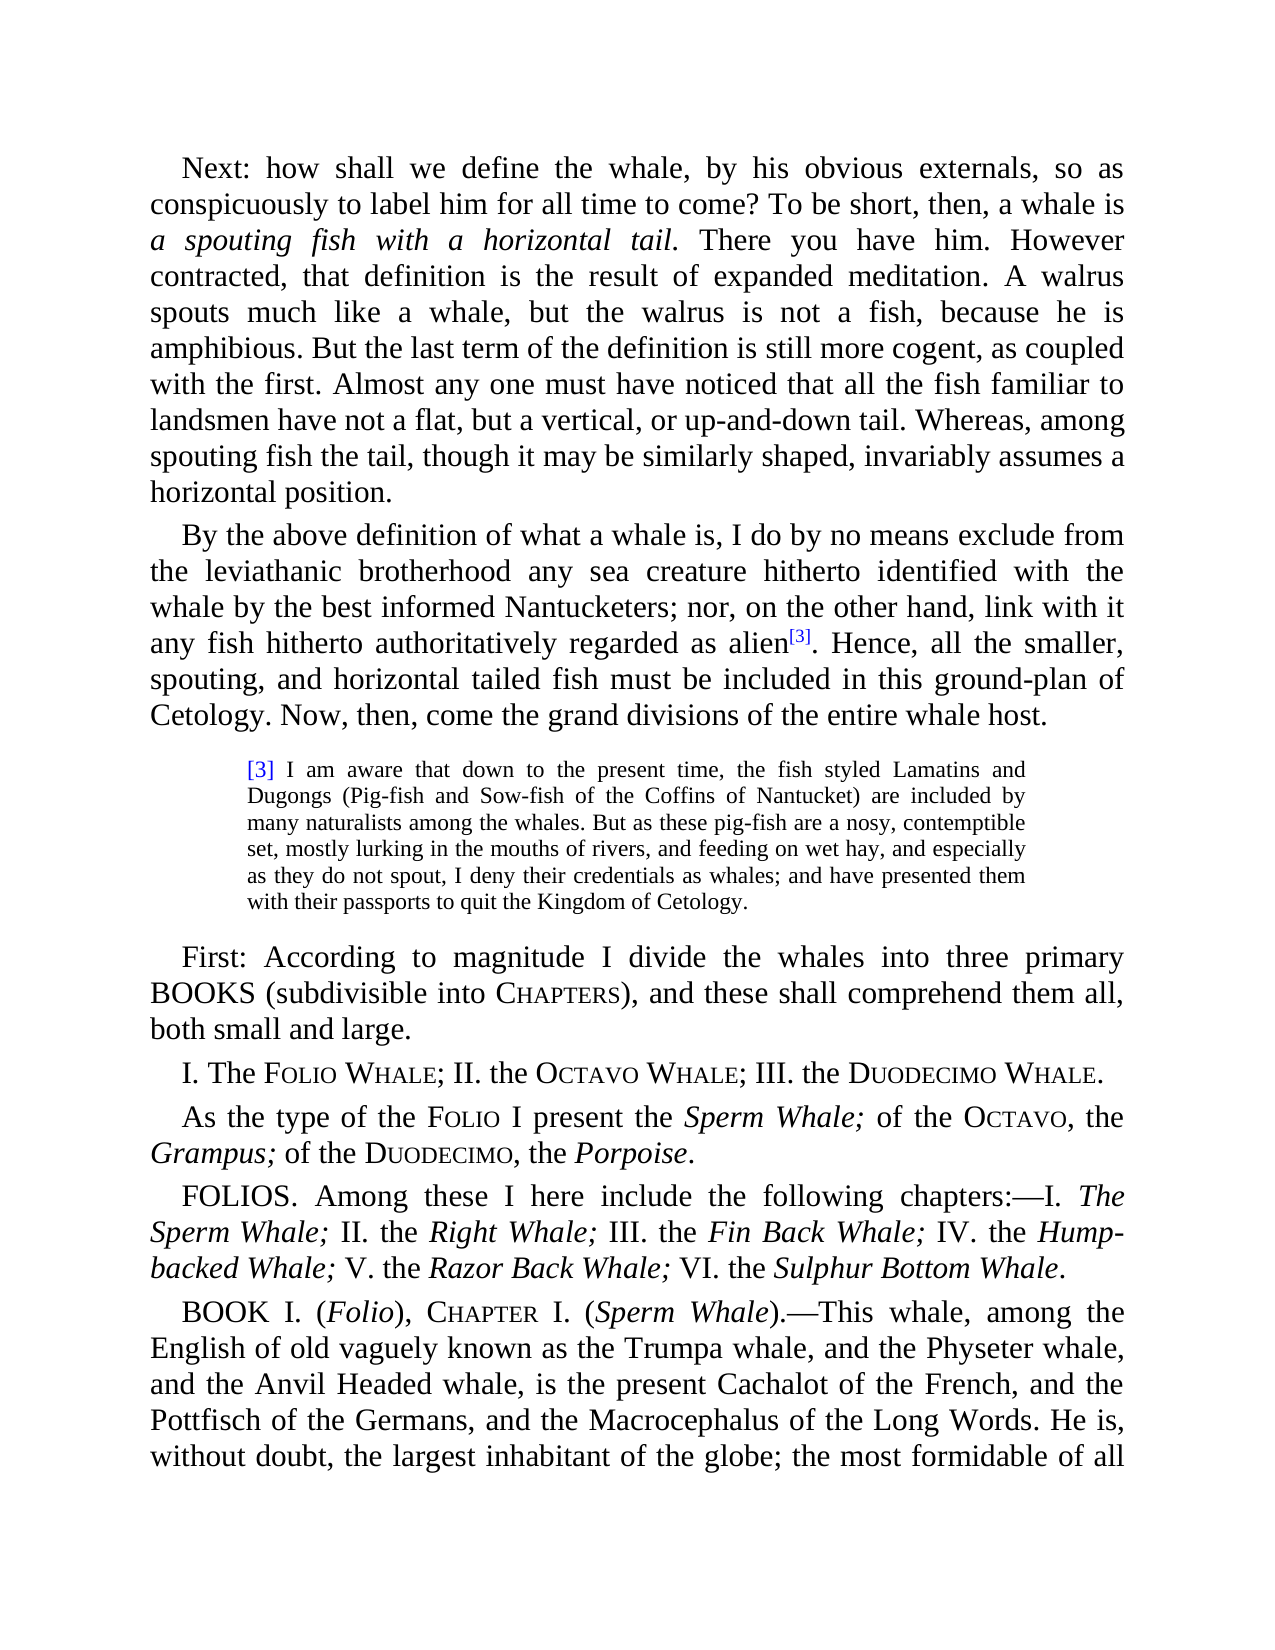 Next: how shall we define the whale, by his obvious externals, so as
conspicuously to label him for all time to come? To be short, then, a whale is
a spouting fish with a horizontal tail. There you have him. However
contracted, that definition is the result of expanded meditation. A walrus
spouts much like a whale, but the walrus is not a fish, because he is
amphibious. But the last term of the definition is still more cogent, as coupled
with the first. Almost any one must have noticed that all the fish familiar to
landsmen have not a flat, but a vertical, or up-and-down tail. Whereas, among
spouting fish the tail, though it may be similarly shaped, invariably assumes a
horizontal position.
By the above definition of what a whale is, I do by no means exclude from
the leviathanic brotherhood any sea creature hitherto identified with the
whale by the best informed Nantucketers; nor, on the other hand, link with it
any fish hitherto authoritatively regarded as alien[3]. Hence, all the smaller,
spouting, and horizontal tailed fish must be included in this ground-plan of
Cetology. Now, then, come the grand divisions of the entire whale host.
[3] I am aware that down to the present time, the fish styled Lamatins and
Dugongs (Pig-fish and Sow-fish of the Coffins of Nantucket) are included by
many naturalists among the whales. But as these pig-fish are a nosy, contemptible
set, mostly lurking in the mouths of rivers, and feeding on wet hay, and especially
as they do not spout, I deny their credentials as whales; and have presented them
with their passports to quit the Kingdom of Cetology.
First: According to magnitude I divide the whales into three primary
BOOKS (subdivisible into CHAPTERS), and these shall comprehend them all,
both small and large.
I. The FOLIO WHALE; II. the OCTAVO WHALE; III. the DUODECIMO WHALE.
As the type of the FOLIO I present the Sperm Whale; of the OCTAVO, the
Grampus; of the DUODECIMO, the Porpoise.
FOLIOS. Among these I here include the following chapters:—I. The
Sperm Whale; II. the Right Whale; III. the Fin Back Whale; IV. the Hump-
backed Whale; V. the Razor Back Whale; VI. the Sulphur Bottom Whale.
BOOK I. (Folio), CHAPTER I. (Sperm Whale).—This whale, among the
English of old vaguely known as the Trumpa whale, and the Physeter whale,
and the Anvil Headed whale, is the present Cachalot of the French, and the
Pottfisch of the Germans, and the Macrocephalus of the Long Words. He is,
without doubt, the largest inhabitant of the globe; the most formidable of all